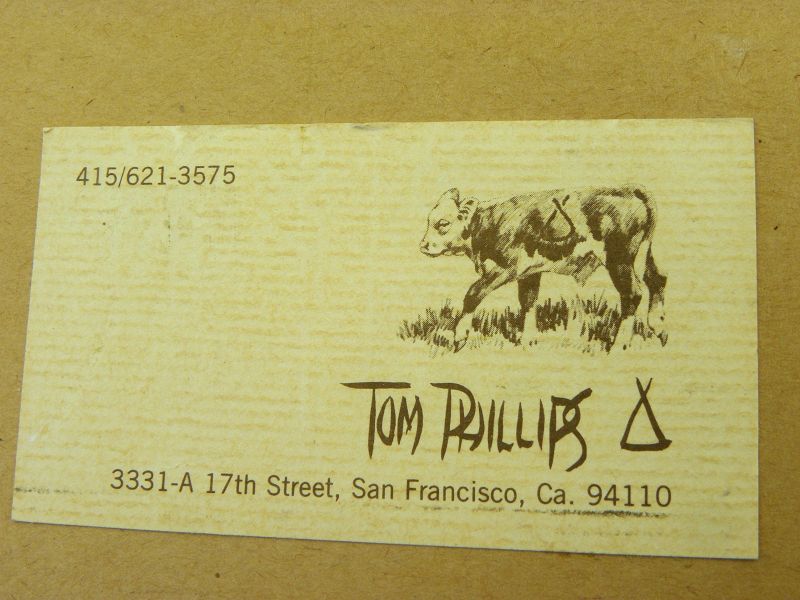 415/621-3575
TOM PHILLIPS
3331-A 17th Street, San Francisco, Ca. 94110